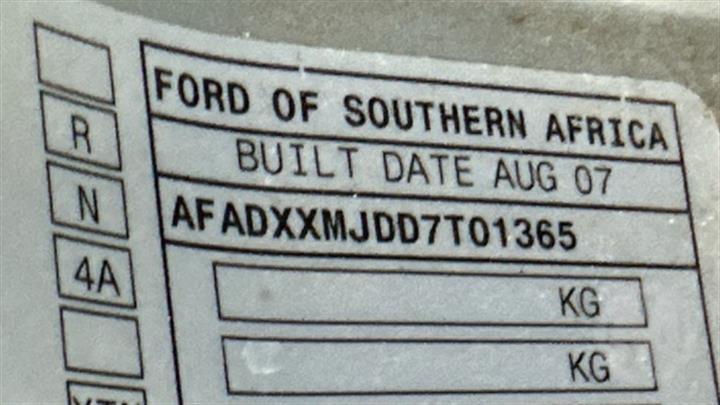 FORD OF SOUTHERN AFRICA
BUILT DATE AUG 07
AFADXXMJDD7T01365
R
N
4A
KG
KG